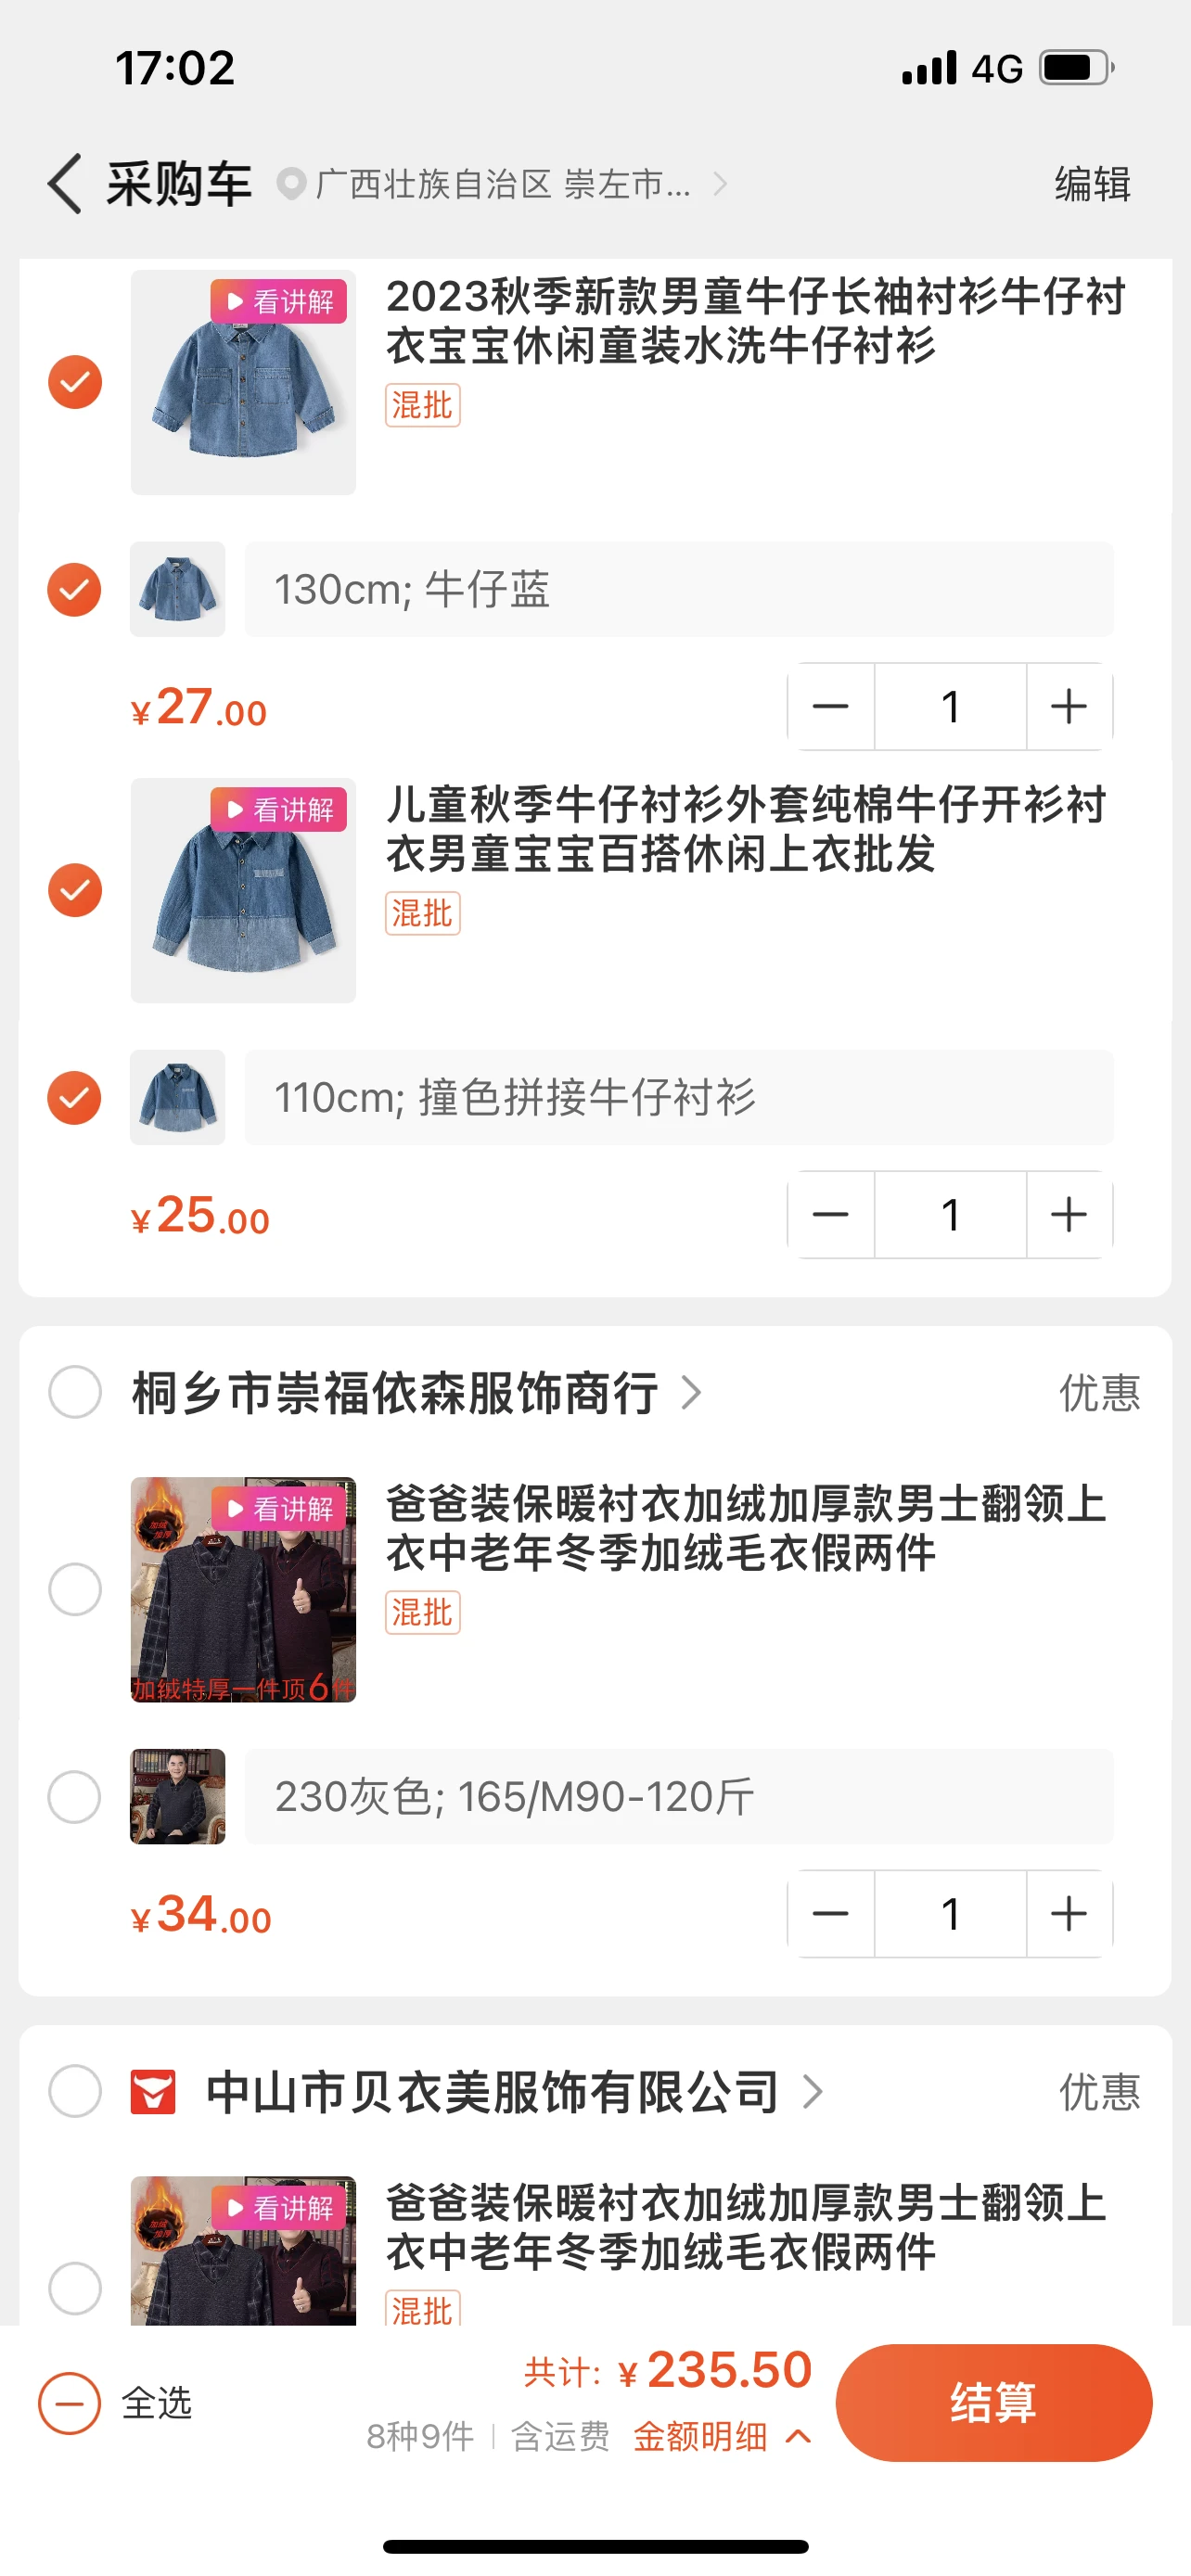 17:02
4G
采购车
广西壮族自治区 崇左市...
编辑
看讲解
2023秋季新款男童牛仔长袖衬衫牛仔衬
衣宝宝休闲童装水洗牛仔衬衫
混批
130cm; 牛仔蓝
¥27.00
1
看讲解
儿童秋季牛仔衬衫外套纯棉牛仔开衫衬
衣男童宝宝百搭休闲上衣批发
混批
110cm; 撞色拼接牛仔衬衫
¥25.00
1
桐乡市崇福依森服饰商行
优惠
看讲解
加绒
加厚
加绒特厚一件顶6件
爸爸装保暖衬衣加绒加厚款男士翻领上
衣中老年冬季加绒毛衣假两件
混批
230灰色; 165/M90-120斤
¥34.00
1
中山市贝衣美服饰有限公司
优惠
看讲解
加绒
加厚
爸爸装保暖衬衣加绒加厚款男士翻领上
衣中老年冬季加绒毛衣假两件
混批
全选
共计: ¥235.50
8种9件
含运费
金额明细
结算